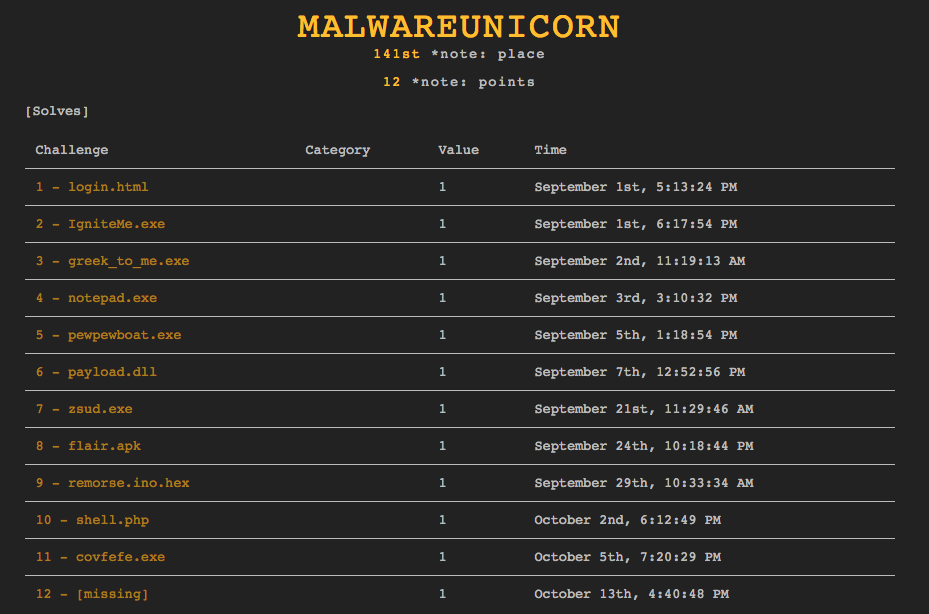 MALWAREUNICORN
141st *note: place
12 *note: points
[Solves]
Challenge Category Value Time
1 - login.html 1 September 1st, 5:13:24 PM
2 - IgniteMe.exe 1 September 1st, 6:17:54 PM
3 - greek_to_me.exe 1 September 2nd, 11:19:13 AM
4 - notepad.exe 1 September 3rd, 3:10:32 PM
5 - pewpewboat.exe 1 September 5th, 1:18:54 PM
6 - payload.dll 1 September 7th, 12:52:56 PM
7 - zsud.exe 1 September 21st, 11:29:46 AM
8 - flair.apk 1 September 24th, 10:18:44 PM
9 - remorse.ino.hex 1 September 29th, 10:33:34 AM
10 - shell.php 1 October 2nd, 6:12:49 PM
11 - covfefe.exe 1 October 5th, 7:20:29 PM
12 - [missing] 1 October 13th, 4:40:48 PM